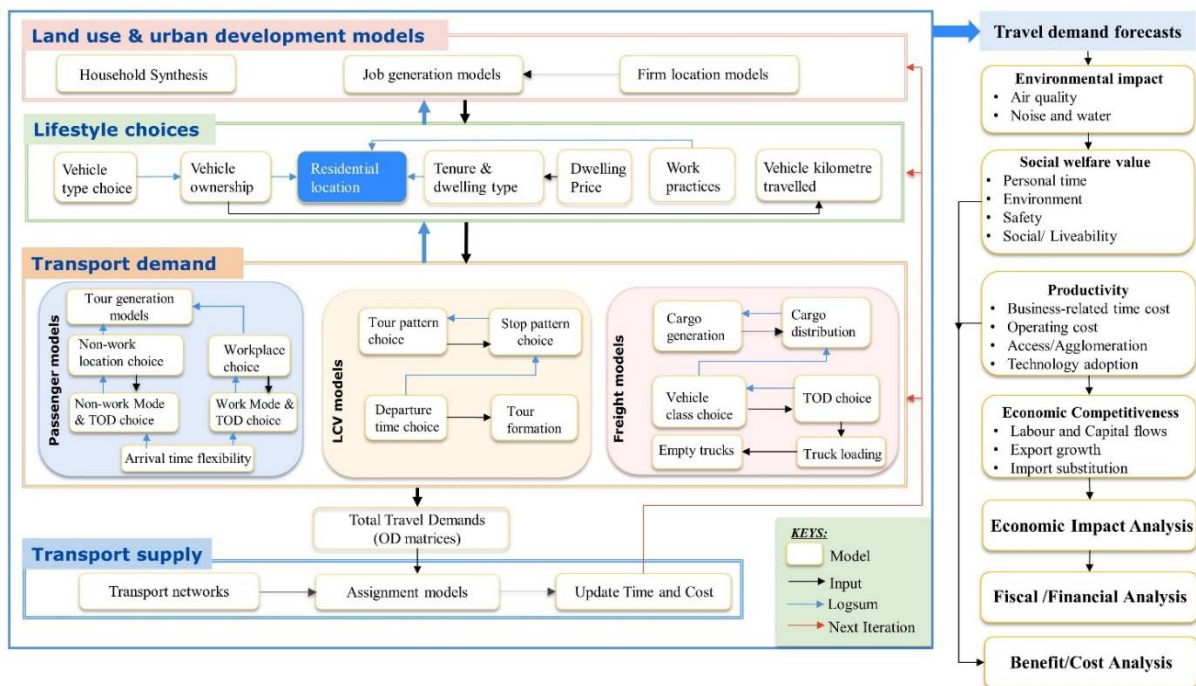 Land use & urban development models
Household Synthesis
Job generation models
Firm location models
Lifestyle choices
Vehicle
type choice
Vehicle
ownership
Residential
location
Tenure &
dwelling type
Dwelling
Price
Work
practices
Vehicle kilometre
travelled
Transport demand
Passenger models
Tour generation
models
Non-work
location choice
Workplace
choice
Non-work Mode
& TOD choice
Work Mode &
TOD choice
Arrival time flexibility
LCV models
Tour pattern
choice
Stop pattern
choice
Departure
time choice
Tour
formation
Freight models
Cargo
generation
Cargo
distribution
Vehicle
class choice
TOD choice
Empty trucks
Truck loading
Total Travel Demands
(OD matrices)
Transport supply
Transport networks
Assignment models
Update Time and Cost
KEYS:
Model
Input
Logsum
Next Iteration
Travel demand forecasts
Environmental impact
• Air quality
• Noise and water
Social welfare value
• Personal time
• Environment
• Safety
• Social/ Liveability
Productivity
• Business-related time cost
• Operating cost
• Access/Agglomeration
• Technology adoption
Economic Competitiveness
• Labour and Capital flows
• Export growth
• Import substitution
Economic Impact Analysis
Fiscal /Financial Analysis
Benefit/Cost Analysis